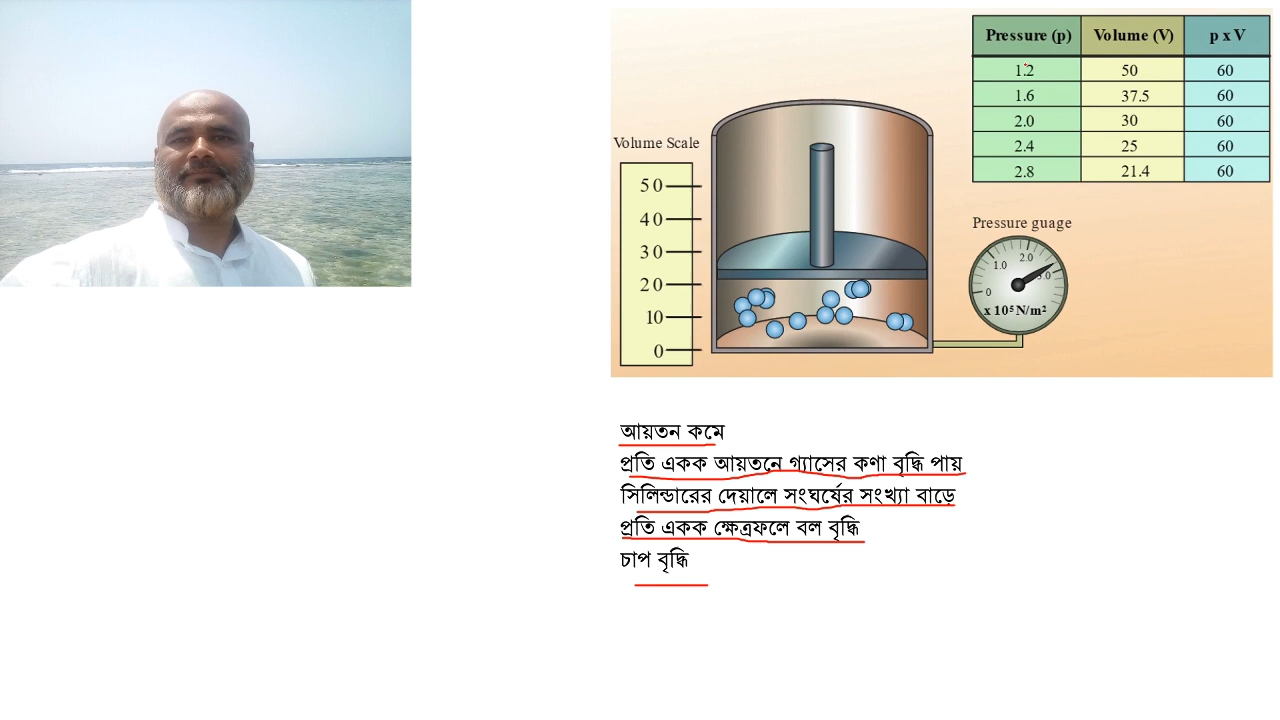 Pressure (p) Volume (V) p x V
1.2 50 60
1.6 37.5 60
2.0 30 60
2.4 25 60
2.8 21.4 60
Volume Scale
50
40
30
20
10
0
Pressure guage
0 1.0 2.0 3.0
x 10⁵ N/m²
আয়তন কমে
প্রতি একক আয়তনে গ্যাসের কণা বৃদ্ধি পায়
সিলিন্ডারের দেয়ালে সংঘর্ষের সংখ্যা বাড়ে
প্রতি একক ক্ষেত্রফলে বল বৃদ্ধি
চাপ বৃদ্ধি